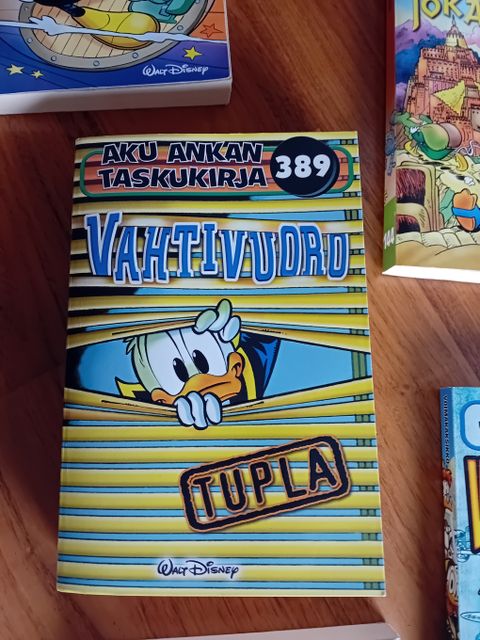 WALT DISNEY
AKU ANKAN
TASKUKIRJA
389
VAHTIVUORO
TUPLA
WALT DISNEY